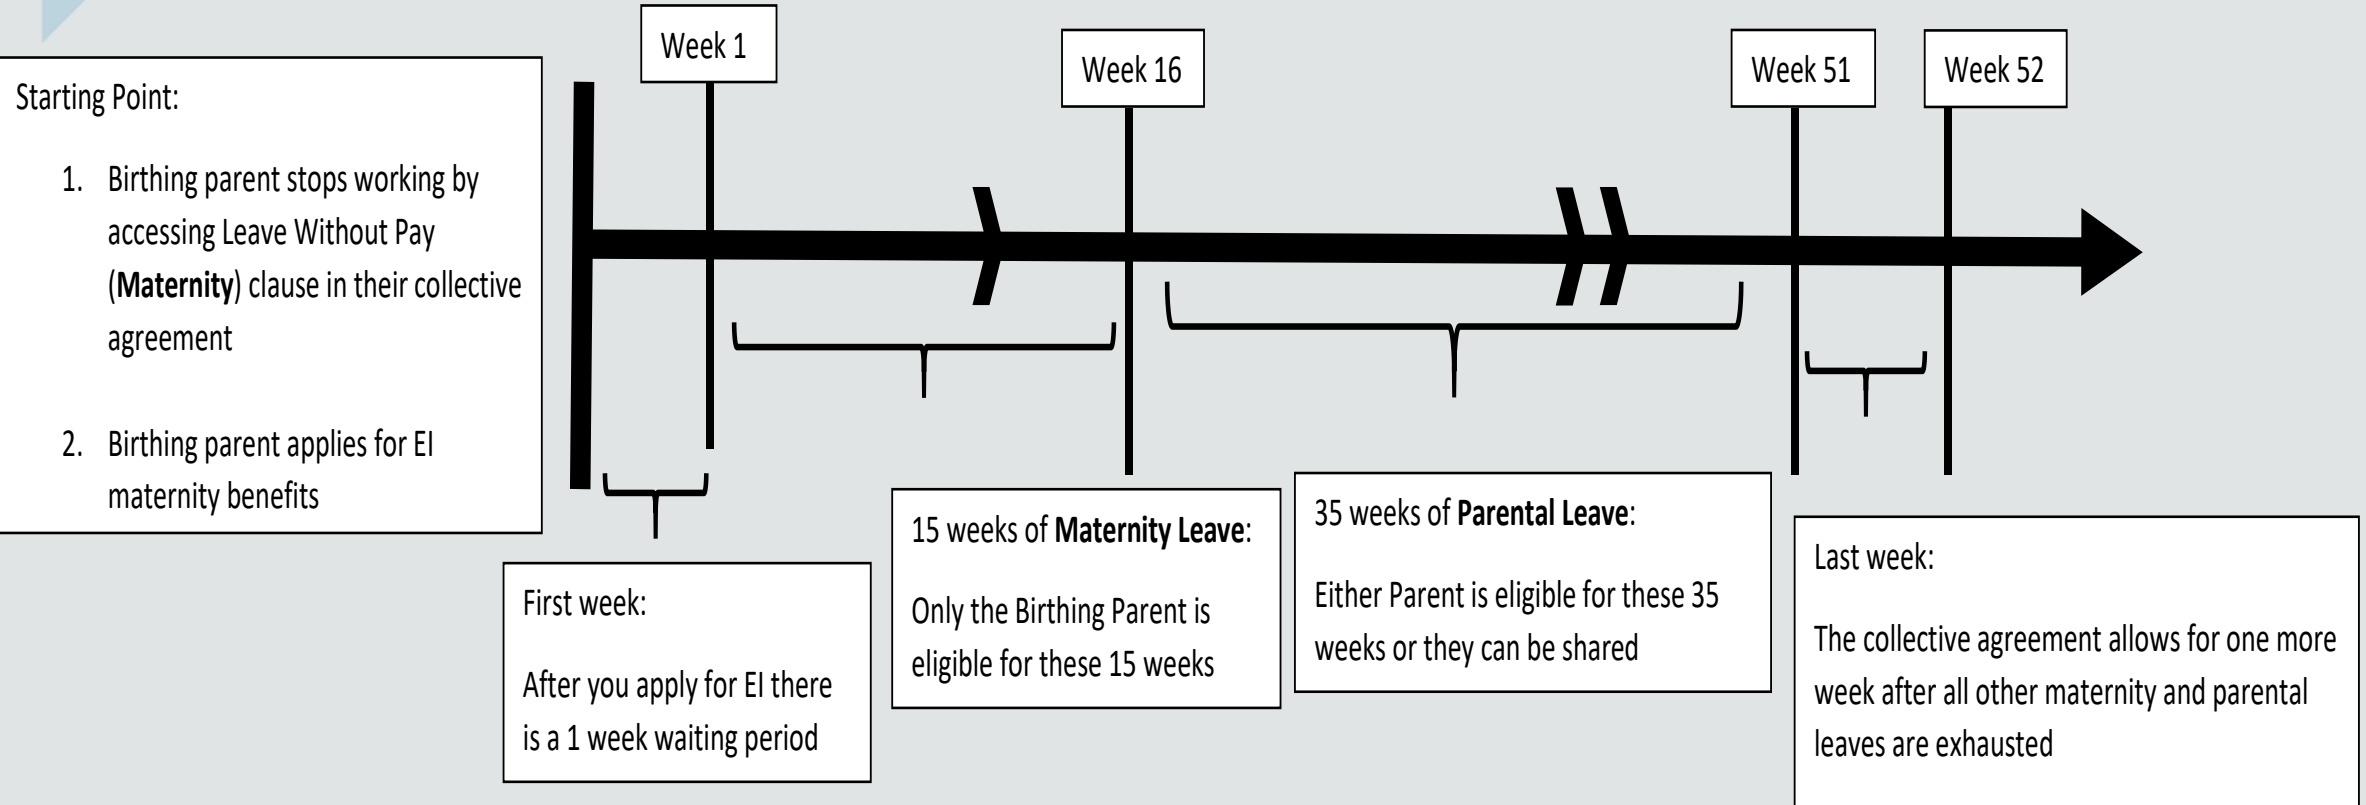 Week 1
Week 16
Week 51
Week 52
Starting Point:
1. Birthing parent stops working by
accessing Leave Without Pay
(Maternity) clause in their collective
agreement
2. Birthing parent applies for EI
maternity benefits
First week:
After you apply for EI there
is a 1 week waiting period
15 weeks of Maternity Leave:
Only the Birthing Parent is
eligible for these 15 weeks
35 weeks of Parental Leave:
Either Parent is eligible for these 35
weeks or they can be shared
Last week:
The collective agreement allows for one more
week after all other maternity and parental
leaves are exhausted